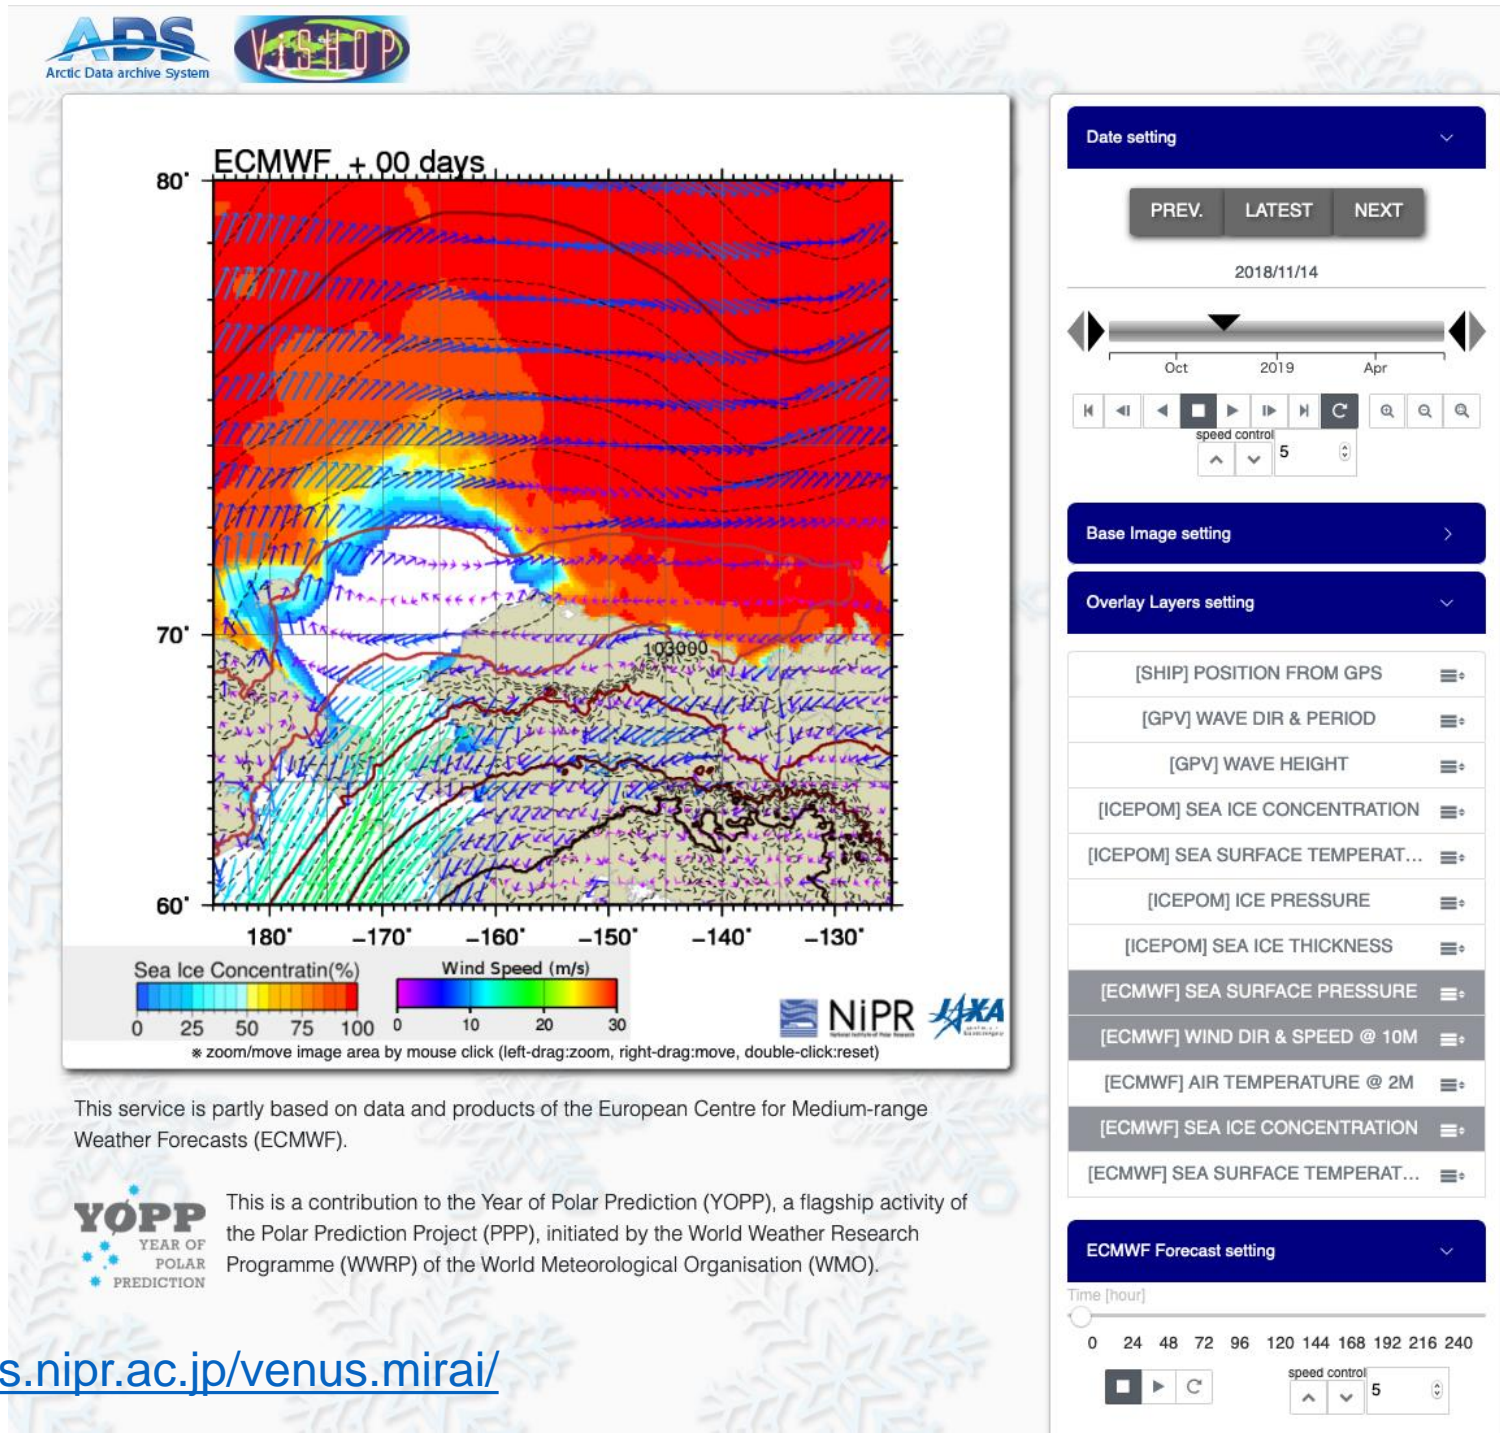 ADS
Arctic Data archive System
ViSHOP
ECMWF + 00 days
80°
70°
60°
103000
180° −170° −160° −150° −140° −130°
Sea Ice Concentratin(%)
0 25 50 75 100
Wind Speed (m/s)
0 10 20 30
NiPR
JAXA
※ zoom/move image area by mouse click (left-drag:zoom, right-drag:move, double-click:reset)
This service is partly based on data and products of the European Centre for Medium-range
Weather Forecasts (ECMWF).
YOPP
YEAR OF
POLAR
PREDICTION
This is a contribution to the Year of Polar Prediction (YOPP), a flagship activity of
the Polar Prediction Project (PPP), initiated by the World Weather Research
Programme (WWRP) of the World Meteorological Organisation (WMO).
s.nipr.ac.jp/venus.mirai/
Date setting
PREV. LATEST NEXT
2018/11/14
Oct 2019 Apr
speed control
5
Base Image setting
Overlay Layers setting
[SHIP] POSITION FROM GPS
[GPV] WAVE DIR & PERIOD
[GPV] WAVE HEIGHT
[ICEPOM] SEA ICE CONCENTRATION
[ICEPOM] SEA SURFACE TEMPERAT...
[ICEPOM] ICE PRESSURE
[ICEPOM] SEA ICE THICKNESS
[ECMWF] SEA SURFACE PRESSURE
[ECMWF] WIND DIR & SPEED @ 10M
[ECMWF] AIR TEMPERATURE @ 2M
[ECMWF] SEA ICE CONCENTRATION
[ECMWF] SEA SURFACE TEMPERAT...
ECMWF Forecast setting
Time [hour]
0 24 48 72 96 120 144 168 192 216 240
speed control
5